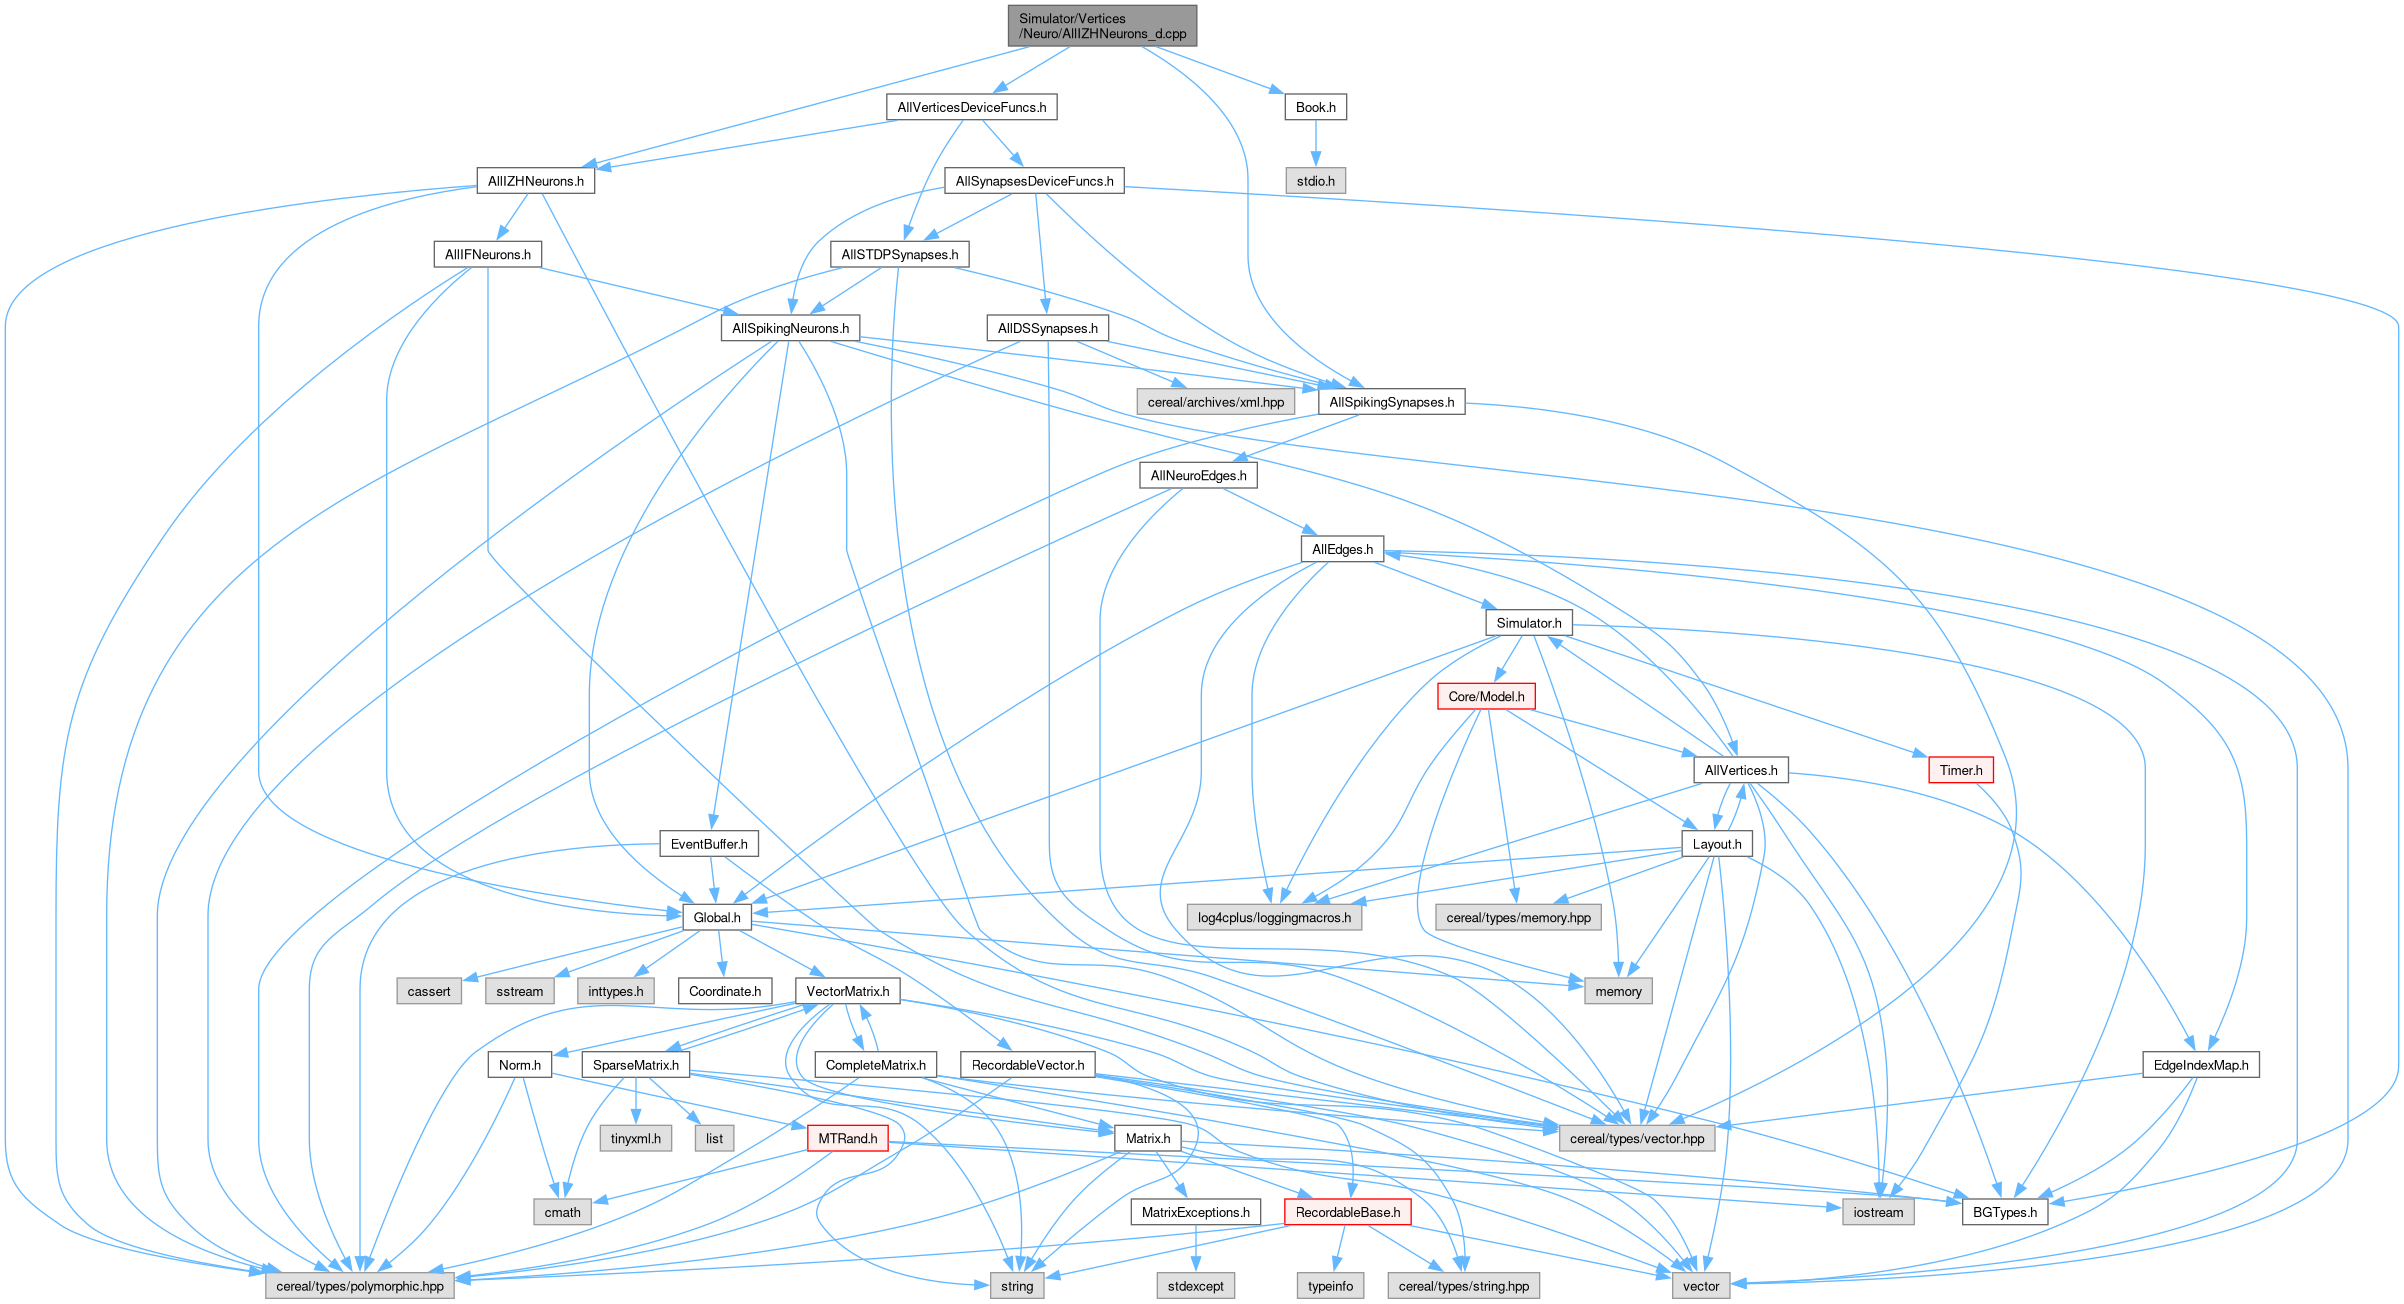 Simulator/Vertices
/Neuro/AllIZHNeurons_d.cpp
AllVerticesDeviceFuncs.h
Book.h
AllIZHNeurons.h
AllSynapsesDeviceFuncs.h
stdio.h
AllIFNeurons.h
AllSTDPSynapses.h
AllSpikingNeurons.h
AllDSSynapses.h
cereal/archives/xml.hpp
AllSpikingSynapses.h
AllNeuroEdges.h
AllEdges.h
Simulator.h
Core/Model.h
AllVertices.h
Timer.h
EventBuffer.h
Layout.h
Global.h
log4cplus/loggingmacros.h
cereal/types/memory.hpp
cassert
sstream
inttypes.h
Coordinate.h
VectorMatrix.h
memory
Norm.h
SparseMatrix.h
CompleteMatrix.h
RecordableVector.h
EdgeIndexMap.h
tinyxml.h
list
MTRand.h
Matrix.h
cereal/types/vector.hpp
cmath
MatrixExceptions.h
RecordableBase.h
iostream
BGTypes.h
cereal/types/polymorphic.hpp
string
stdexcept
typeinfo
cereal/types/string.hpp
vector